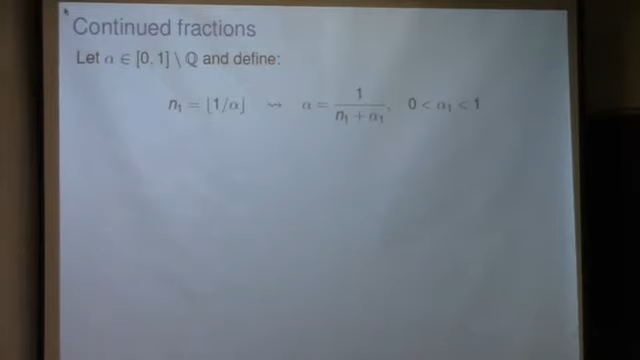 Continued fractions
Let α ∈ [0, 1] \ ℚ and define:
n₁ = ⌊1/α⌋ ⇝ α = 1 / (n₁ + α₁), 0 < α₁ < 1